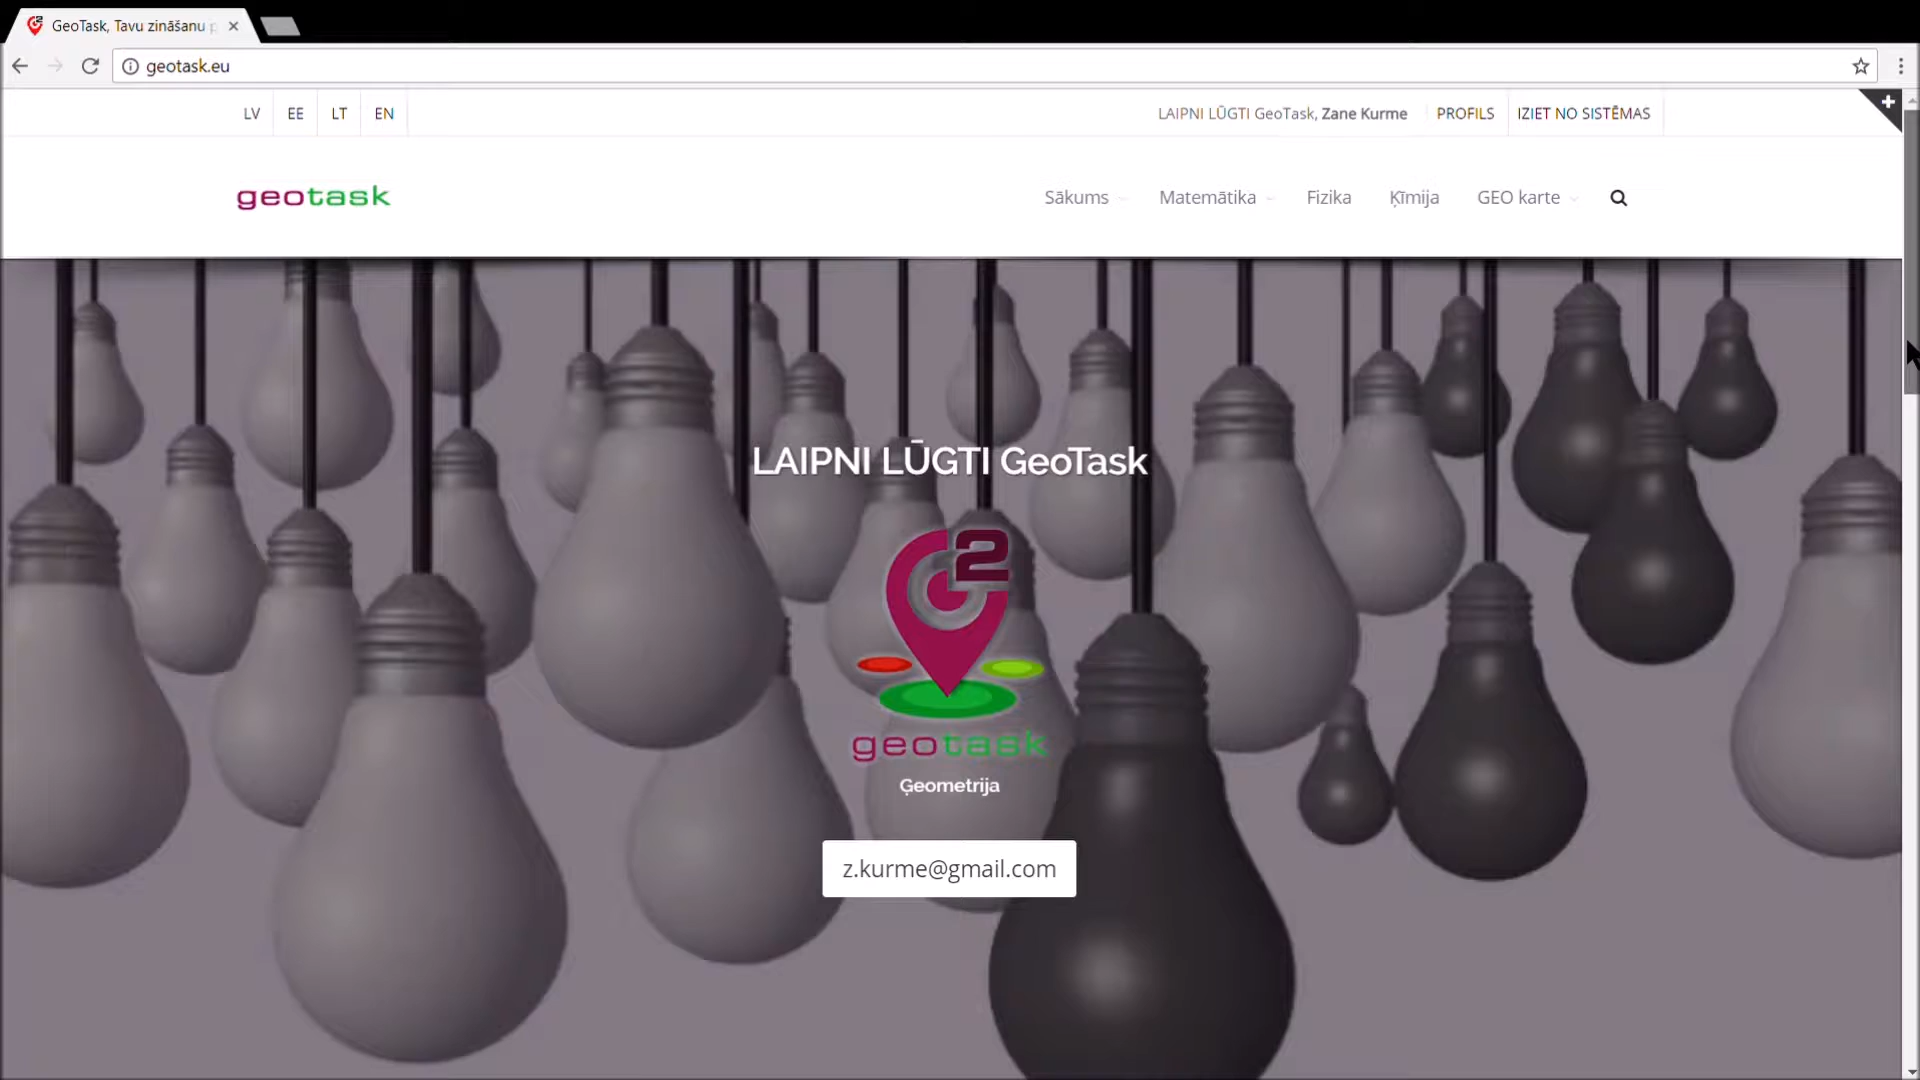 GeoTask, Tavu zināšanu p
geotask.eu
LV EE LT EN
LAIPNI LŪGTI GeoTask, Zane Kurme PROFILS IZIET NO SISTĒMAS
geotask
Sākums Matemātika Fizika Ķīmija GEO karte
LAIPNI LŪGTI GeoTask
2
geotask
Ģeometrija
z.kurme@gmail.com